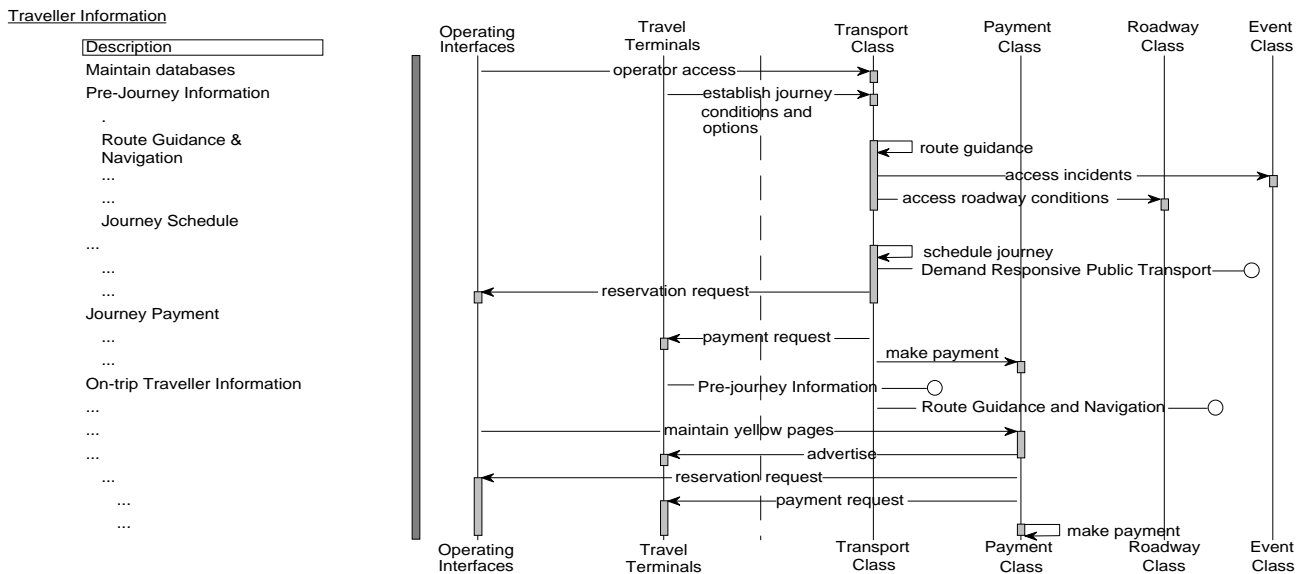 Traveller Information
Operating
Interfaces
Travel
Terminals
Transport
Class
Payment
Class
Roadway
Class
Event
Class
Description
Maintain databases
operator access
Pre-Journey Information
establish journey
conditions and
options
.
Route Guidance &
Navigation
route guidance
...
access incidents
...
access roadway conditions
Journey Schedule
...
schedule journey
...
Demand Responsive Public Transport
...
reservation request
Journey Payment
...
payment request
...
make payment
On-trip Traveller Information
Pre-journey Information
...
Route Guidance and Navigation
...
maintain yellow pages
...
advertise
...
reservation request
...
payment request
...
make payment
Operating
Interfaces
Travel
Terminals
Transport
Class
Payment
Class
Roadway
Class
Event
Class